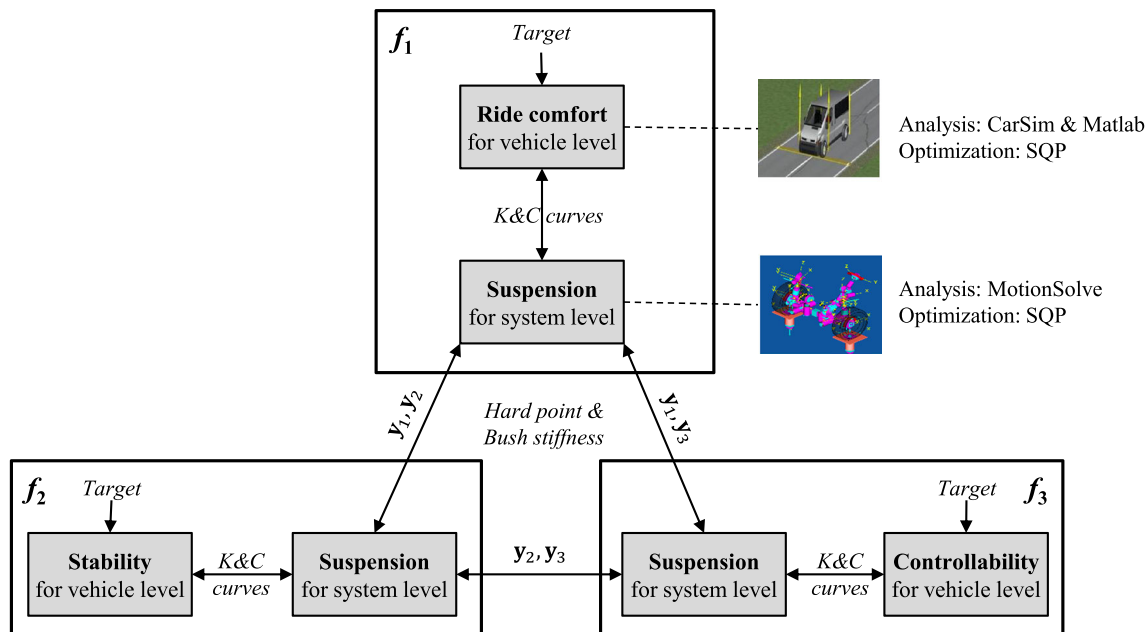 f₁
Target
Ride comfort
for vehicle level
Analysis: CarSim & Matlab
Optimization: SQP
K&C curves
Suspension
for system level
Analysis: MotionSolve
Optimization: SQP
y₁, y₂
Hard point &
Bush stiffness
y₁, y₃
f₂
Target
Stability
for vehicle level
K&C
curves
Suspension
for system level
y₂, y₃
f₃
Target
Suspension
for system level
K&C
curves
Controllability
for vehicle level